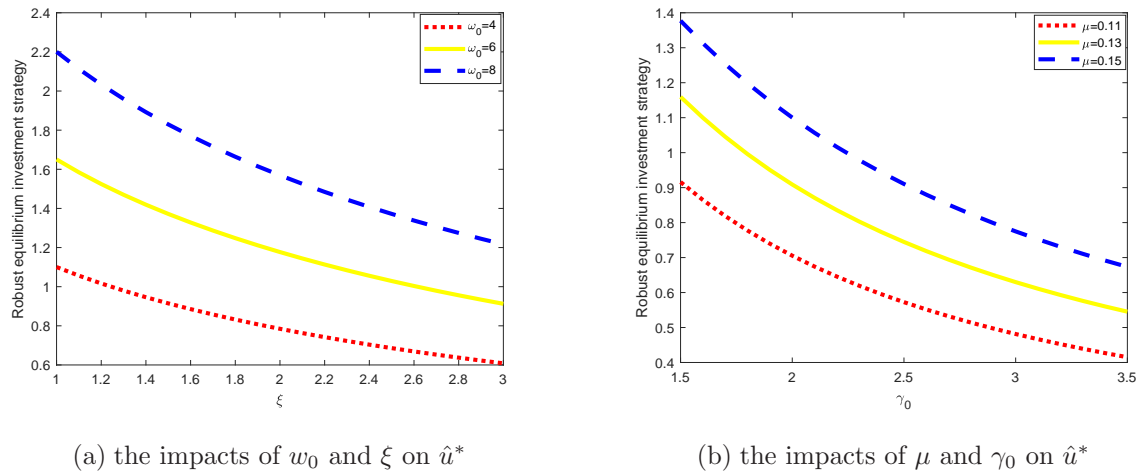 2.4
2.2
2
1.8
1.6
1.4
1.2
1
0.8
0.6
Robust equilibrium investment strategy
ω₀=4
ω₀=6
ω₀=8
1 1.2 1.4 1.6 1.8 2 2.2 2.4 2.6 2.8 3
ξ
(a) the impacts of w₀ and ξ on û*
1.4
1.3
1.2
1.1
1
0.9
0.8
0.7
0.6
0.5
0.4
Robust equilibrium investment strategy
μ=0.11
μ=0.13
μ=0.15
1.5 2 2.5 3 3.5
γ₀
(b) the impacts of μ and γ₀ on û*